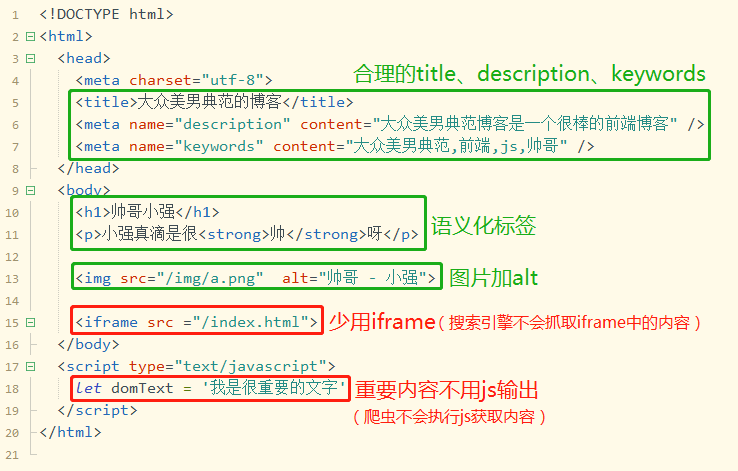 1 <!DOCTYPE html>
2 <html>
3 <head>
4 <meta charset="utf-8"> 合理的title、description、keywords
5 <title>大众美男典范的博客</title>
6 <meta name="description" content="大众美男典范博客是一个很棒的前端博客" />
7 <meta name="keywords" content="大众美男典范,前端,js,帅哥" />
8 </head>
9 <body>
10 <h1>帅哥小强</h1>
语义化标签
11 <p>小强真滴是很<strong>帅</strong>呀</p>
12
13 <img src="/img/a.png"  alt="帅哥 - 小强"> 图片加alt
14
15 <iframe src ="/index.html"> 少用iframe（搜索引擎不会抓取iframe中的内容）
16 </body>
17 <script type="text/javascript">
18 let domText = '我是很重要的文字' 重要内容不用js输出
19 </script> （爬虫不会执行js获取内容）
20 </html>
21